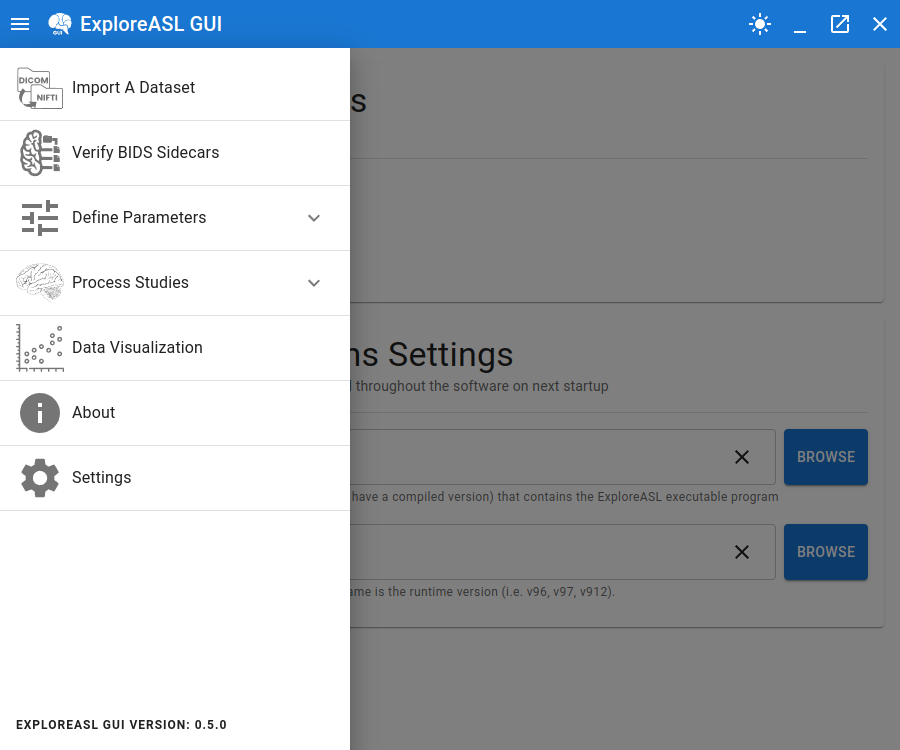 ExploreASL GUI
DICOM
NIFTI
Import A Dataset
Verify BIDS Sidecars
Define Parameters
Process Studies
Data Visualization
About
Settings
EXPLOREASL GUI VERSION: 0.5.0
s
ns Settings
throughout the software on next startup
BROWSE
have a compiled version) that contains the ExploreASL executable program
BROWSE
ame is the runtime version (i.e. v96, v97, v912).